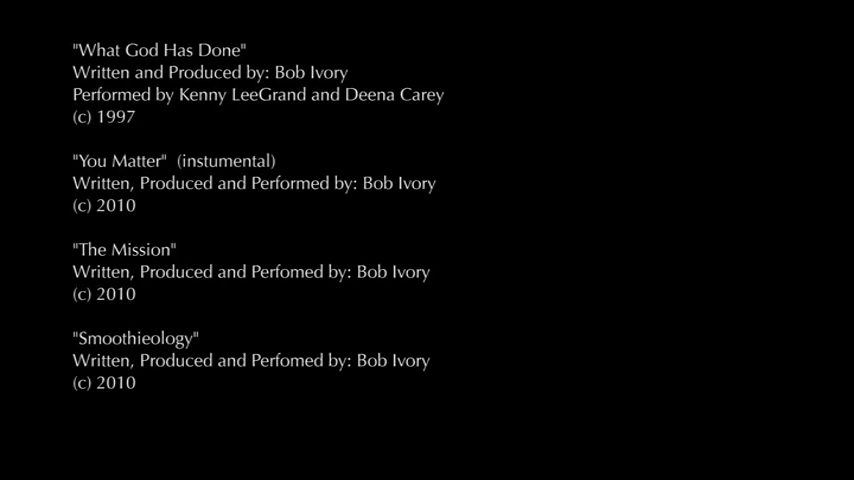 "What God Has Done"
Written and Produced by: Bob Ivory
Performed by Kenny LeeGrand and Deena Carey
(c) 1997
"You Matter"  (instumental)
Written, Produced and Performed by: Bob Ivory
(c) 2010
"The Mission"
Written, Produced and Perfomed by: Bob Ivory
(c) 2010
"Smoothieology"
Written, Produced and Perfomed by: Bob Ivory
(c) 2010